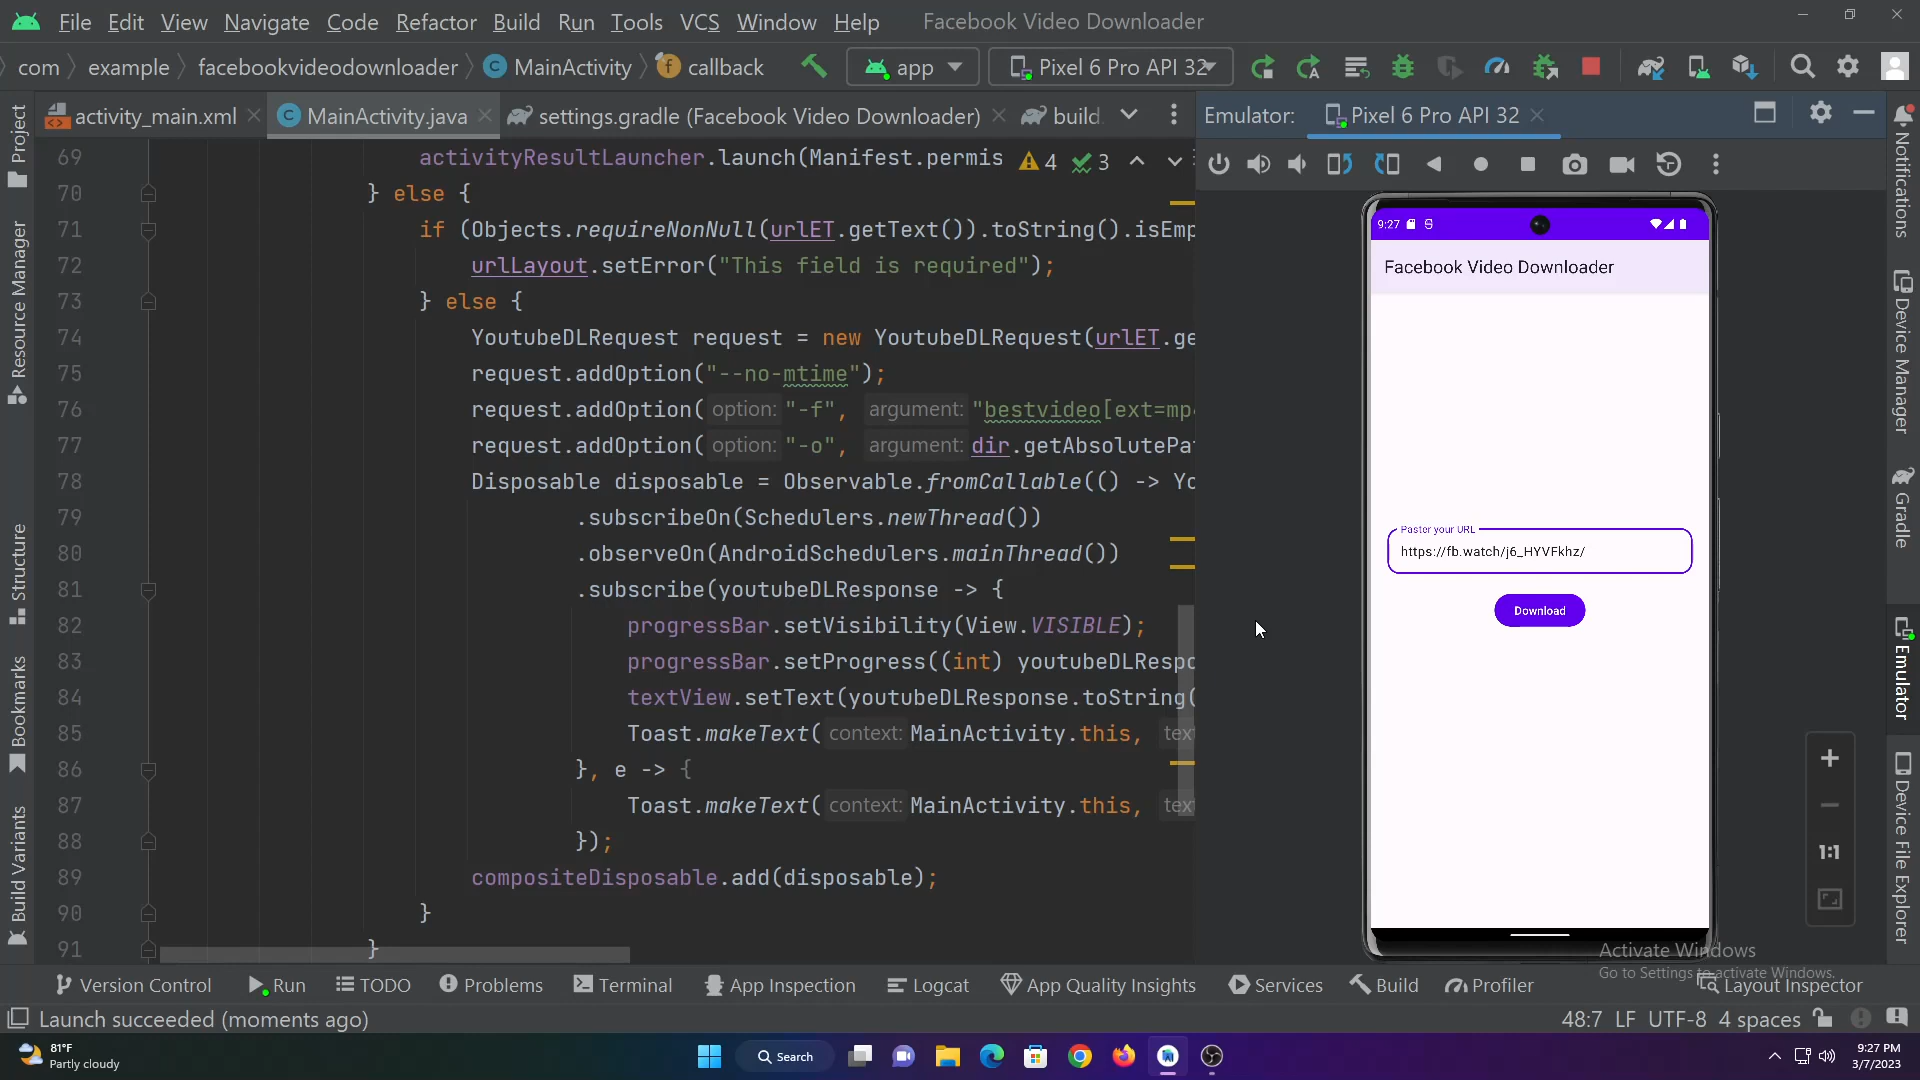 File Edit View Navigate Code Refactor Build Run Tools VCS Window Help Facebook Video Downloader
com example facebookvideodownloader MainActivity callback app Pixel 6 Pro API 32
activity_main.xml MainActivity.java settings.gradle (Facebook Video Downloader) build. Emulator: Pixel 6 Pro API 32
69 activityResultLauncher.launch(Manifest.permis 4 3
70 } else {
71 if (Objects.requireNonNull(urlET.getText()).toString().isEmp
72 urlLayout.setError("This field is required");
73 } else {
74 YoutubeDLRequest request = new YoutubeDLRequest(urlET.ge
75 request.addOption("--no-mtime");
76 request.addOption( option: "-f", argument: "bestvideo[ext=mp4
77 request.addOption( option: "-o", argument: dir.getAbsolutePat
78 Disposable disposable = Observable.fromCallable(() -> Yo
79 .subscribeOn(Schedulers.newThread())
80 .observeOn(AndroidSchedulers.mainThread())
81 .subscribe(youtubeDLResponse -> {
82 progressBar.setVisibility(View.VISIBLE);
83 progressBar.setProgress((int) youtubeDLRespo
84 textView.setText(youtubeDLResponse.toString(
85 Toast.makeText( context: MainActivity.this, text
86 }, e -> {
87 Toast.makeText( context: MainActivity.this, text
88 });
89 compositeDisposable.add(disposable);
90 }
91 }
Project
Resource Manager
Structure
Bookmarks
Build Variants
9:27
Facebook Video Downloader
Paster your URL
https://fb.watch/j6_HYVFkhz/
Download
1:1
Notifications
Device Manager
Gradle
Emulator
Device File Explorer
Activate Windows
Go to Settings to activate Windows.
Version Control Run TODO Problems Terminal App Inspection Logcat App Quality Insights Services Build Profiler Layout Inspector
Launch succeeded (moments ago) 48:7 LF UTF-8 4 spaces
81°F
Partly cloudy
Search
9:27 PM
3/7/2023